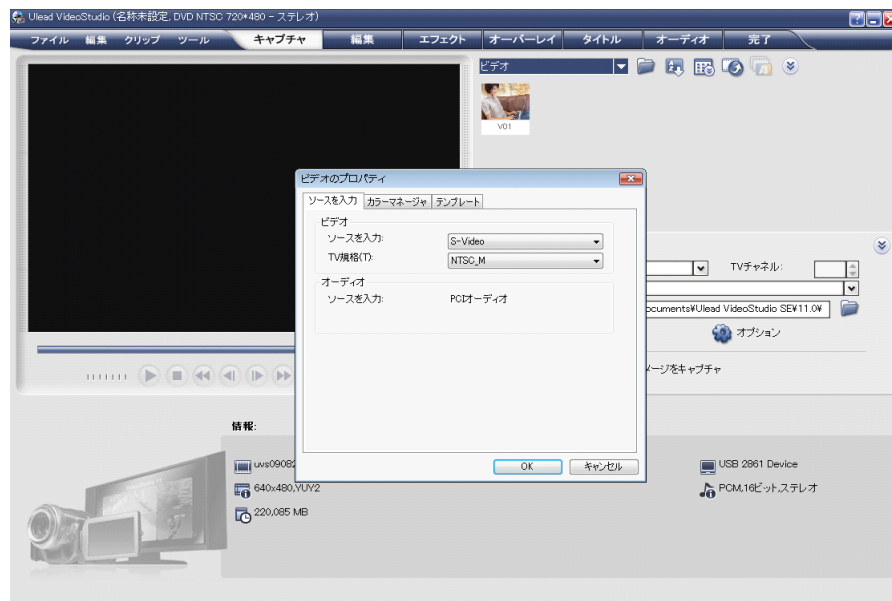 Ulead VideoStudio (名称未設定, DVD NTSC 720*480 - ステレオ)
ファイル 編集 クリップ ツール キャプチャ 編集 エフェクト オーバーレイ タイトル オーディオ 完了
ビデオ
V01
ビデオのプロパティ
ソースを入力 カラーマネージャ テンプレート
ビデオ
ソースを入力: S-Video
TV規格(T): NTSC_M
オーディオ
ソースを入力: PCIオーディオ
TVチャネル:
ocuments¥Ulead VideoStudio SE¥11.0¥
オプション
メージをキャプチャ
OK キャンセル
情報:
uvs09082
USB 2861 Device
640x480,YUY2
PCM,16ビット,ステレオ
220,085 MB